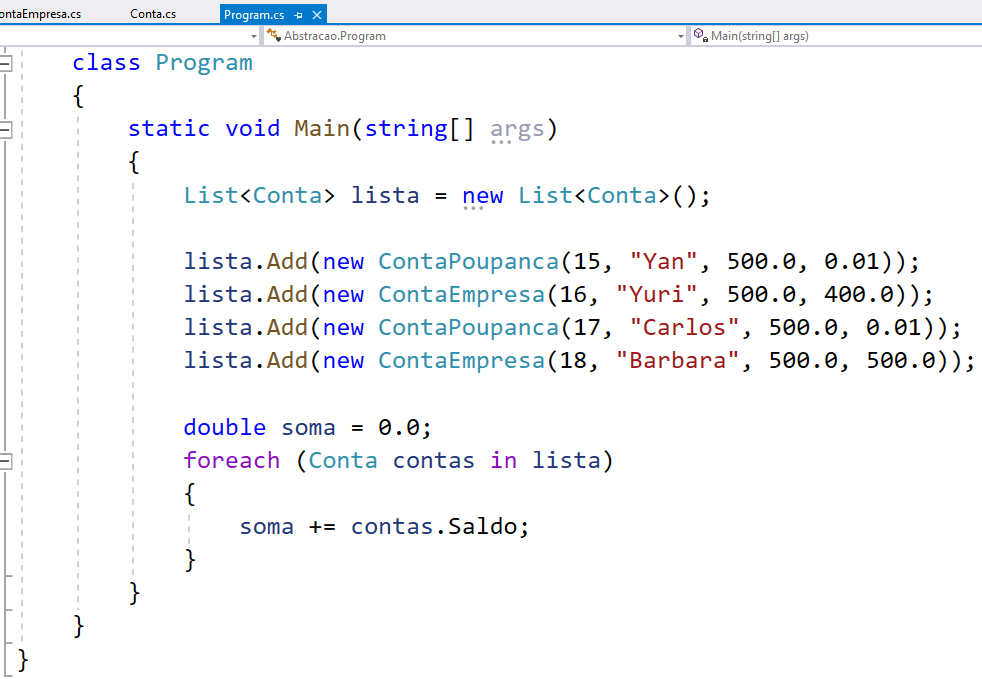 ontaEmpresa.cs Conta.cs Program.cs
Abstracao.Program Main(string[] args)
class Program
{
static void Main(string[] args)
{
List<Conta> lista = new List<Conta>();
lista.Add(new ContaPoupanca(15, "Yan", 500.0, 0.01));
lista.Add(new ContaEmpresa(16, "Yuri", 500.0, 400.0));
lista.Add(new ContaPoupanca(17, "Carlos", 500.0, 0.01));
lista.Add(new ContaEmpresa(18, "Barbara", 500.0, 500.0));
double soma = 0.0;
foreach (Conta contas in lista)
{
soma += contas.Saldo;
}
}
}
}